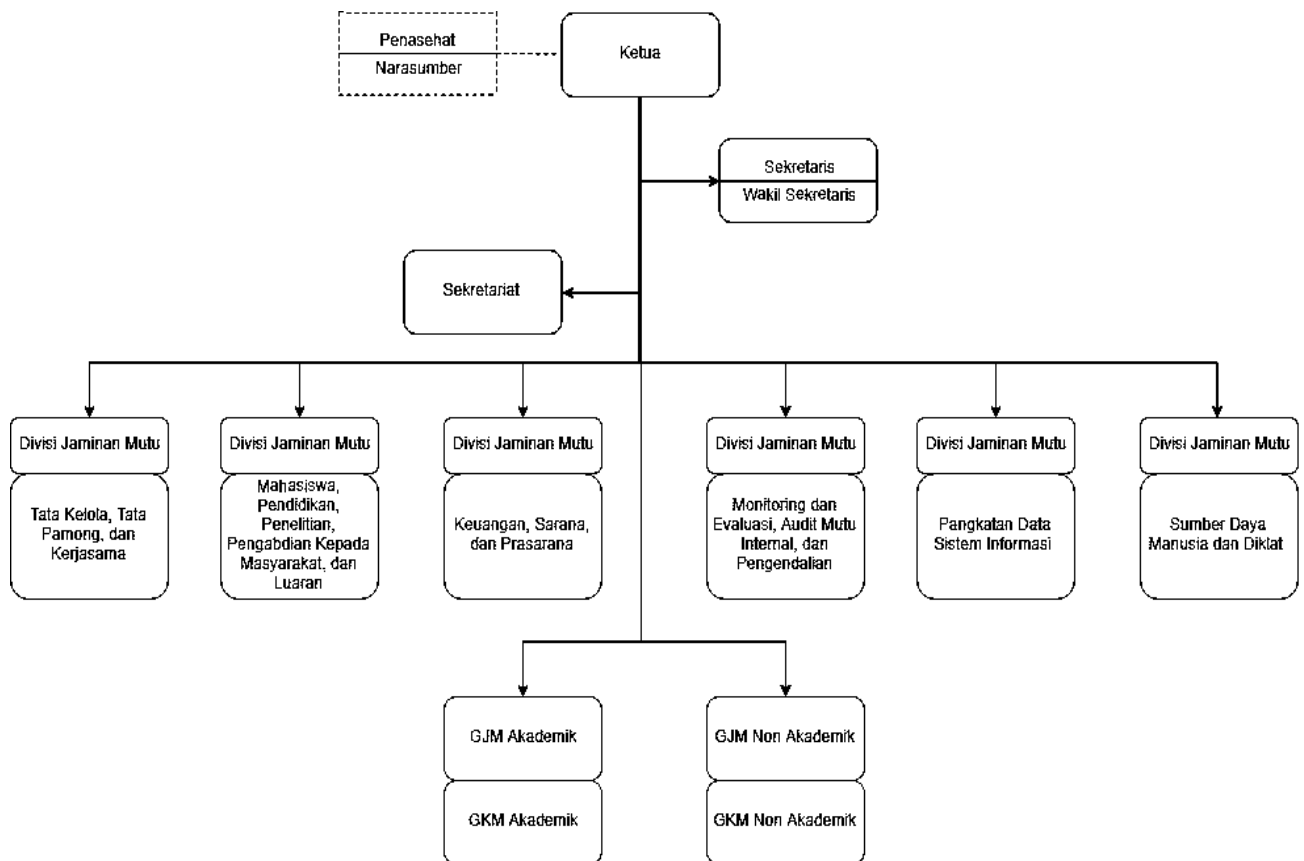 Penasehat
Narasumber
Ketua
Sekretaris
Wakil Sekretaris
Sekretariat
Divisi Jaminan Mutu
Tata Kelola, Tata
Pamong, dan
Kerjasama
Divisi Jaminan Mutu
Mahasiswa,
Pendidikan,
Penelitian,
Pengabdian Kepada
Masyarakat, dan
Luaran
Divisi Jaminan Mutu
Keuangan, Sarana,
dan Prasarana
Divisi Jaminan Mutu
Monitoring dan
Evaluasi, Audit Mutu
Internal, dan
Pengendalian
Divisi Jaminan Mutu
Pangkatan Data
Sistem Informasi
Divisi Jaminan Mutu
Sumber Daya
Manusia dan Diklat
GJM Akademik
GKM Akademik
GJM Non Akademik
GKM Non Akademik